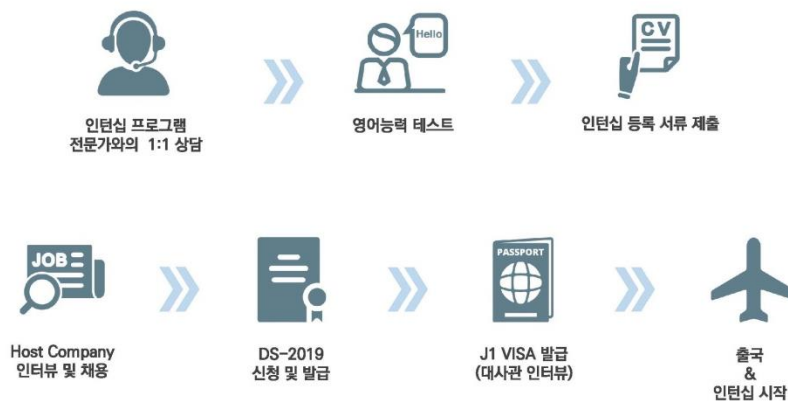 Hello
CV
인턴십 프로그램
전문가와의 1:1 상담
영어능력 테스트
인턴십 등록 서류 제출
JOB
PASSPORT
Host Company
인터뷰 및 채용
DS-2019
신청 및 발급
J1 VISA 발급
(대사관 인터뷰)
출국
&
인턴십 시작